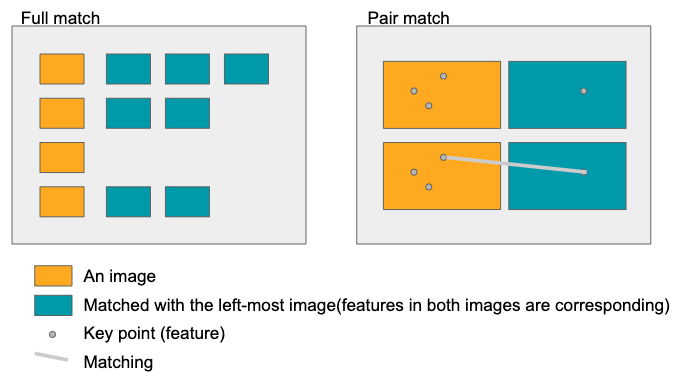 Full match
Pair match
An image
Matched with the left-most image(features in both images are corresponding)
Key point (feature)
Matching